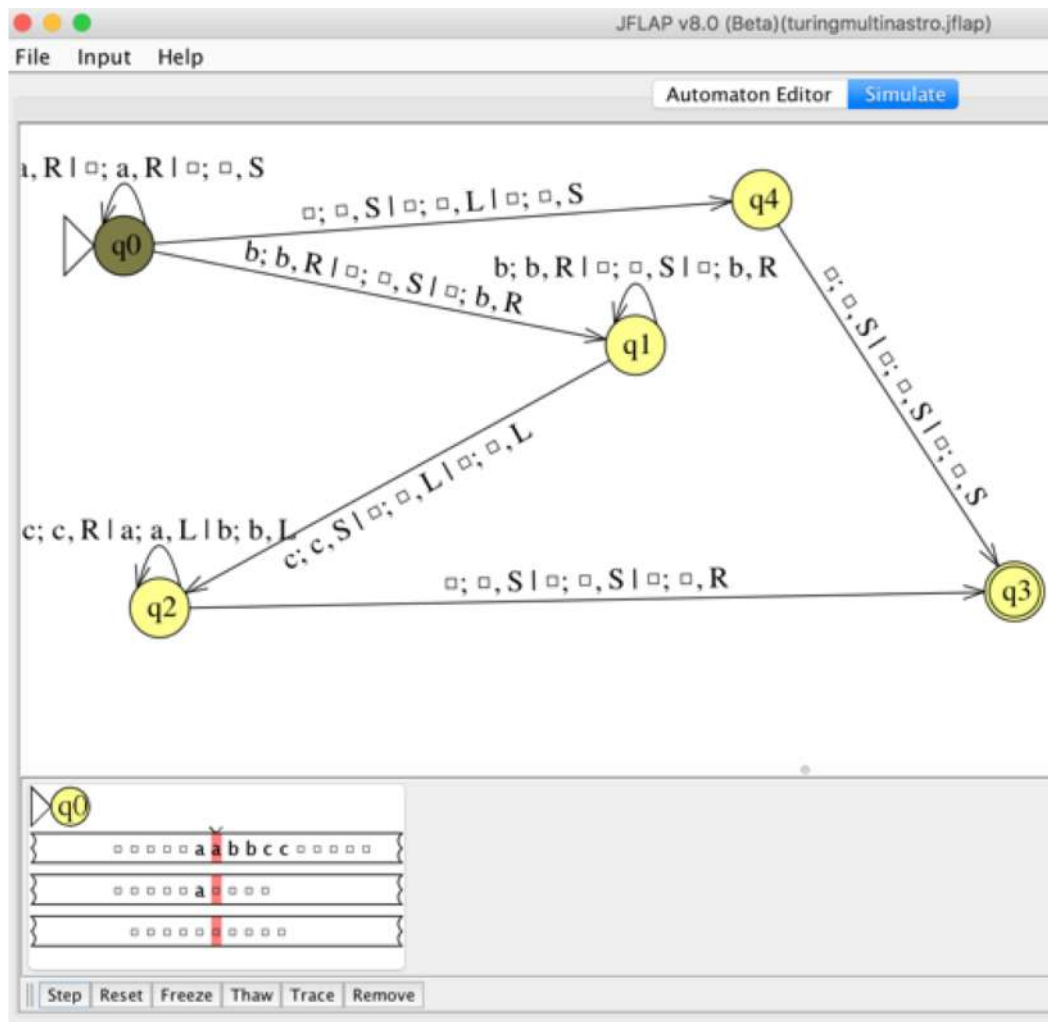 JFLAP v8.0 (Beta)(turingmultinastro.jflap)
File Input Help
Automaton Editor Simulate
a, R | □; a, R | □; □, S
□; □, S | □; □, L | □; □, S
q4
q0
b; b, R | □; □, S | □; b, R
b; b, R | □; □, S | □; b, R
q1
□; □, S | □; □, S | □; □, S
c; c, S | □; □, L | □; □, L
c; c, R | a; a, L | b; b, L
□; □, S | □; □, S | □; □, R
q2
q3
q0
□ □ □ □ □ a a b b c c □ □ □ □ □
□ □ □ □ □ a □ □ □ □
□ □ □ □ □ □ □ □ □ □
Step Reset Freeze Thaw Trace Remove